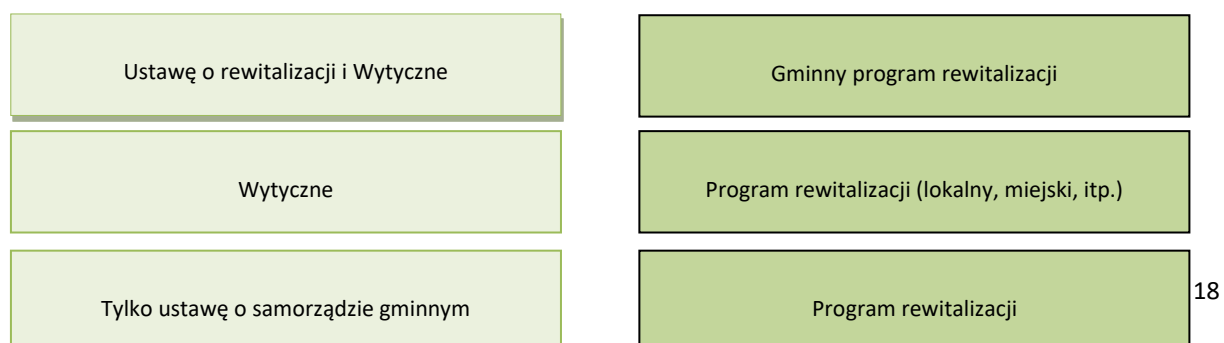 Ustawę o rewitalizacji i Wytyczne
Gminny program rewitalizacji
Wytyczne
Program rewitalizacji (lokalny, miejski, itp.)
Tylko ustawę o samorządzie gminnym
Program rewitalizacji
18